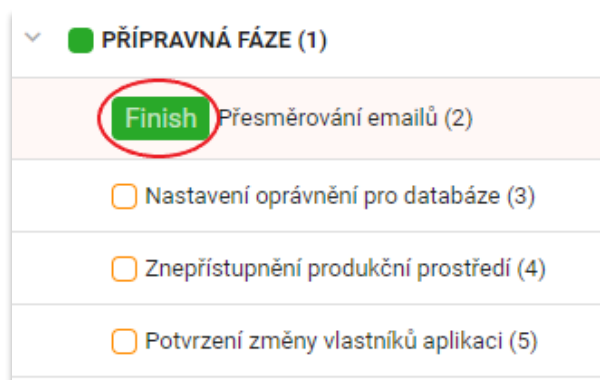 PŘÍPRAVNÁ FÁZE (1)
Finish Přesměrování emailů (2)
Nastavení oprávnění pro databáze (3)
Znepřístupnění produkční prostředí (4)
Potvrzení změny vlastníků aplikaci (5)